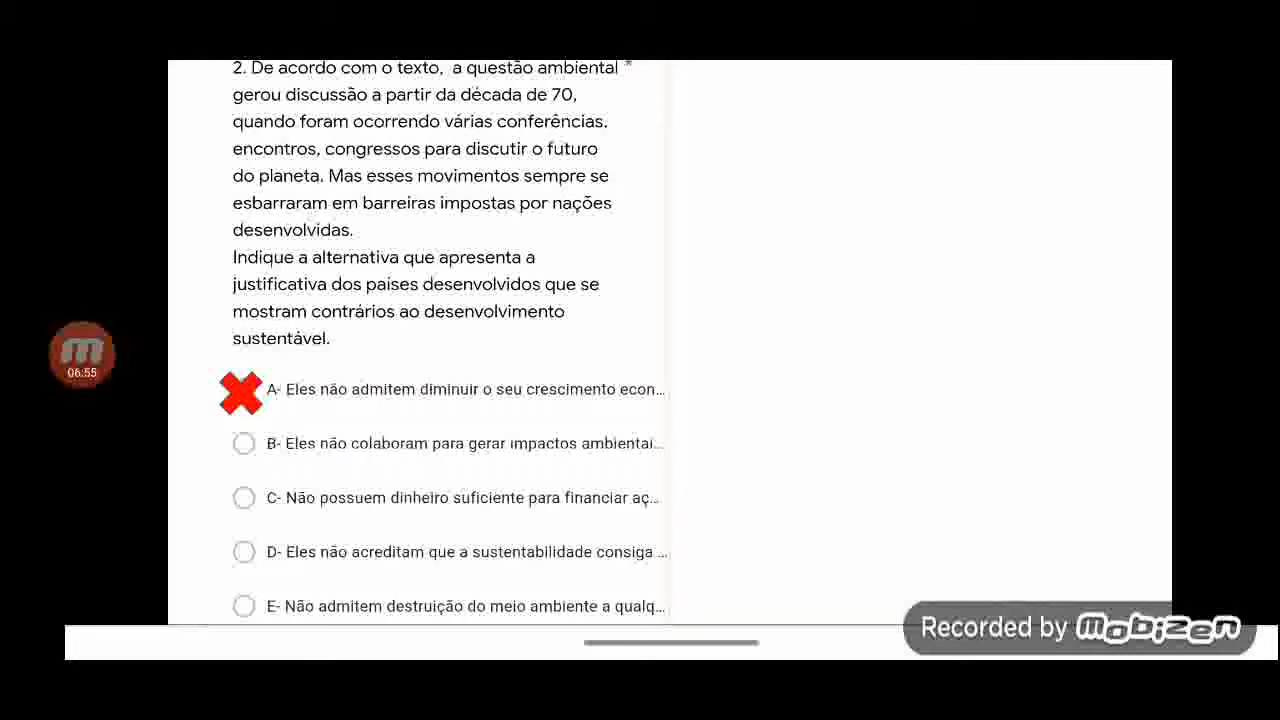 2. De acordo com o texto, a questão ambiental *
gerou discussão a partir da década de 70,
quando foram ocorrendo várias conferências.
encontros, congressos para discutir o futuro
do planeta. Mas esses movimentos sempre se
esbarraram em barreiras impostas por nações
desenvolvidas.
Indique a alternativa que apresenta a
justificativa dos países desenvolvidos que se
mostram contrários ao desenvolvimento
sustentável.
A- Eles não admitem diminuir o seu crescimento econ...
B- Eles não colaboram para gerar impactos ambientai...
C- Não possuem dinheiro suficiente para financiar aç...
D- Eles não acreditam que a sustentabilidade consiga ...
E- Não admitem destruição do meio ambiente a qualq...
m
06:55
Recorded by mobizen